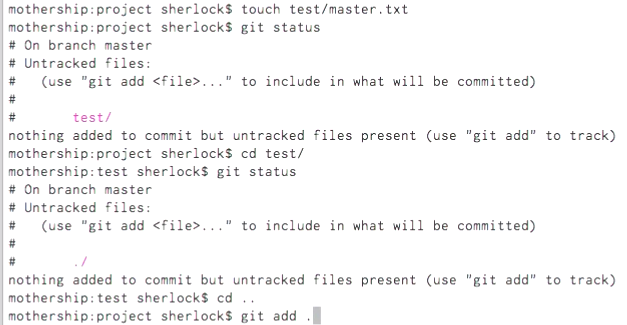 mothership:project sherlock$ touch test/master.txt
mothership:project sherlock$ git status
# On branch master
# Untracked files:
#   (use "git add <file>..." to include in what will be committed)
#
#       test/
nothing added to commit but untracked files present (use "git add" to track)
mothership:project sherlock$ cd test/
mothership:test sherlock$ git status
# On branch master
# Untracked files:
#   (use "git add <file>..." to include in what will be committed)
#
#       ./
nothing added to commit but untracked files present (use "git add" to track)
mothership:test sherlock$ cd ..
mothership:project sherlock$ git add .